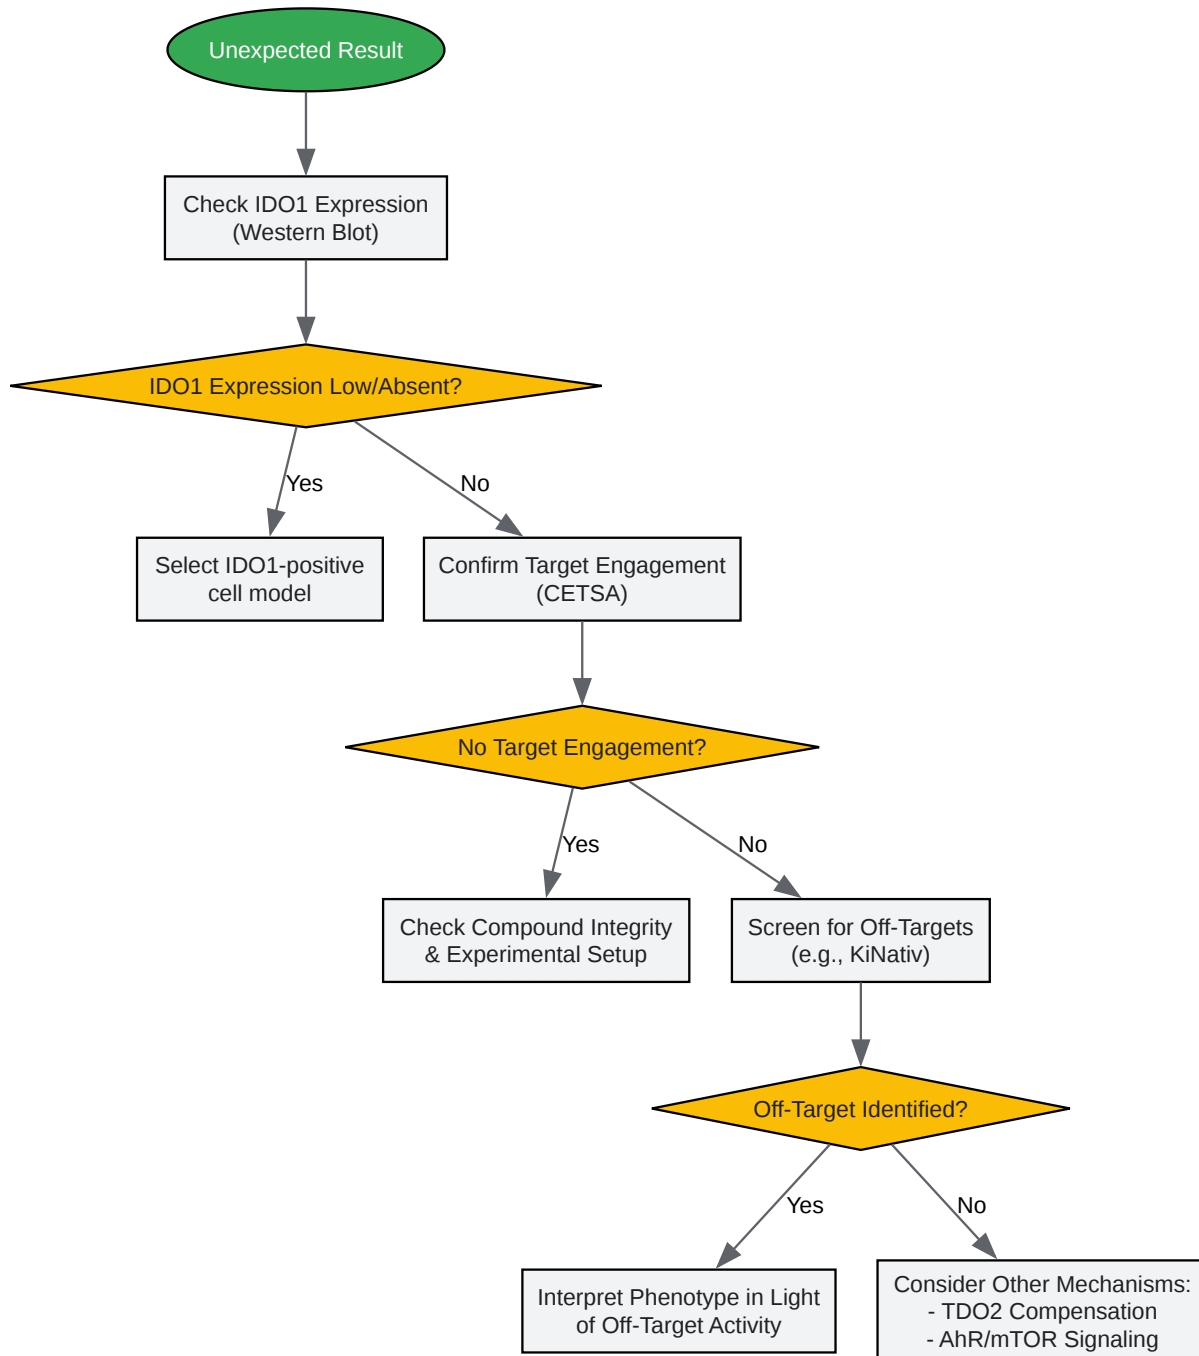 Unexpected Result
Check IDO1 Expression
(Western Blot)
IDO1 Expression Low/Absent?
Yes
No
Select IDO1-positive
cell model
Confirm Target Engagement
(CETSA)
No Target Engagement?
Yes
No
Check Compound Integrity
& Experimental Setup
Screen for Off-Targets
(e.g., KiNativ)
Off-Target Identified?
Yes
No
Interpret Phenotype in Light
of Off-Target Activity
Consider Other Mechanisms:
- TDO2 Compensation
- AhR/mTOR Signaling